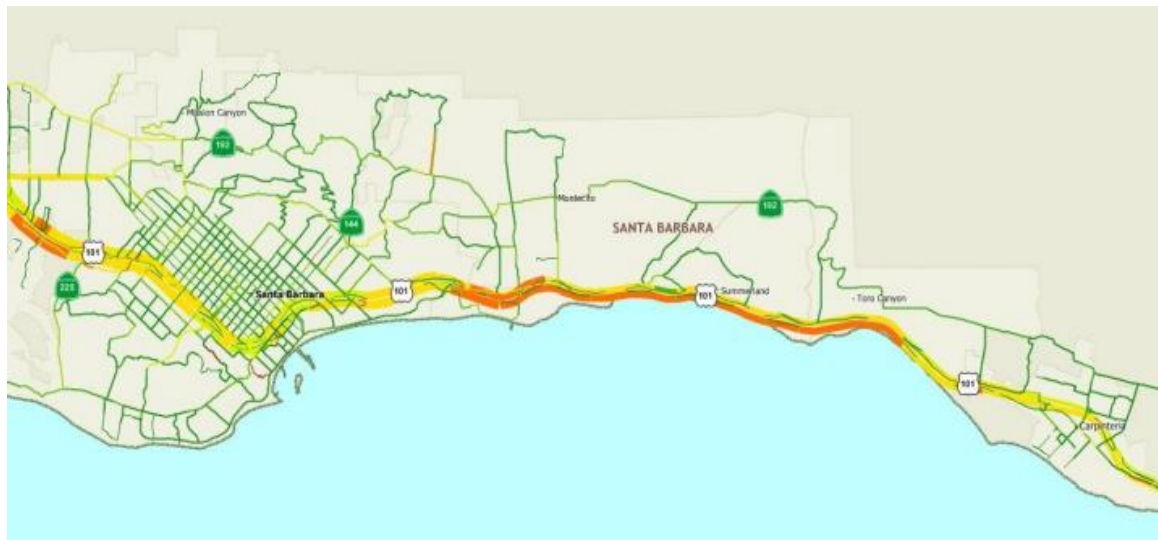 Mission Canyon
192
144
Montecito
192
SANTA BARBARA
101
225
Santa Barbara
101
101
Summerland
Toro Canyon
101
Carpinteria